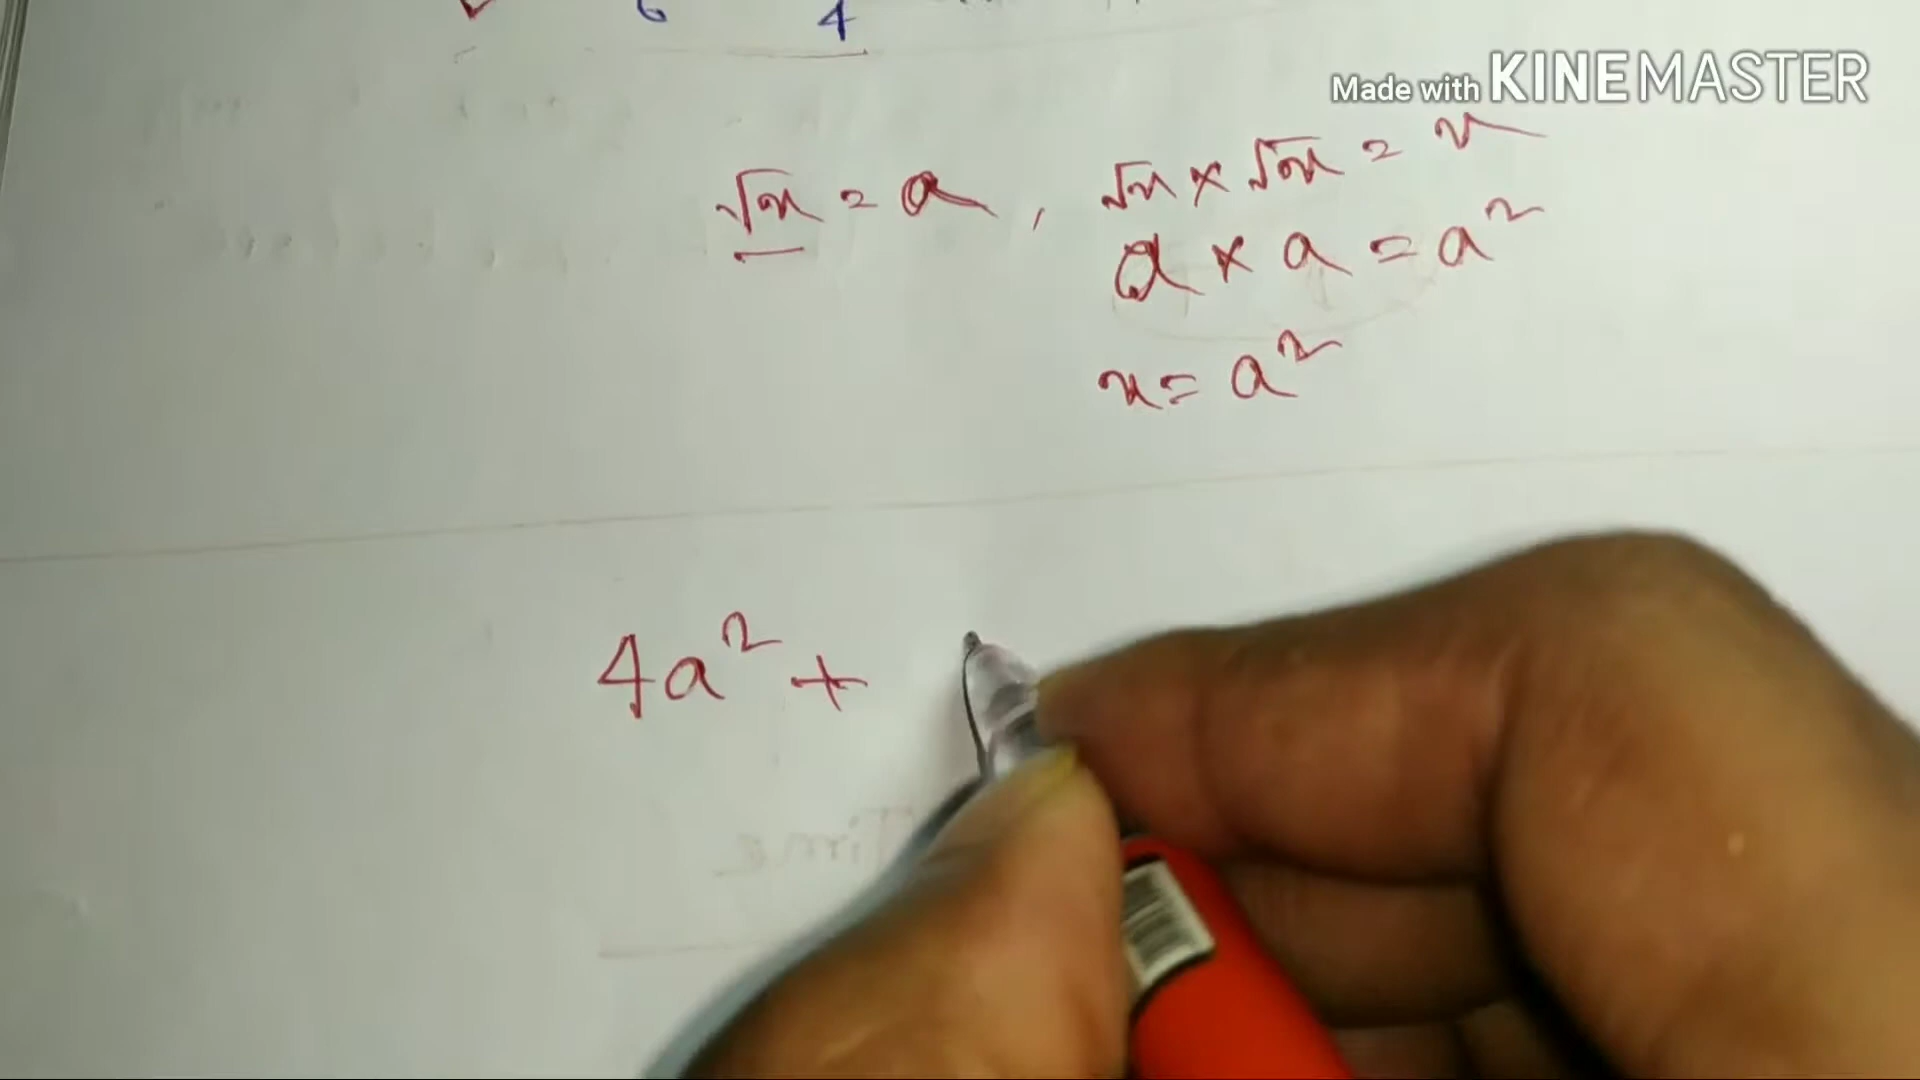 6 4
Made with KINEMASTER
√x = a, √x × √x = x
a × a = a²
x = a²
4a² +